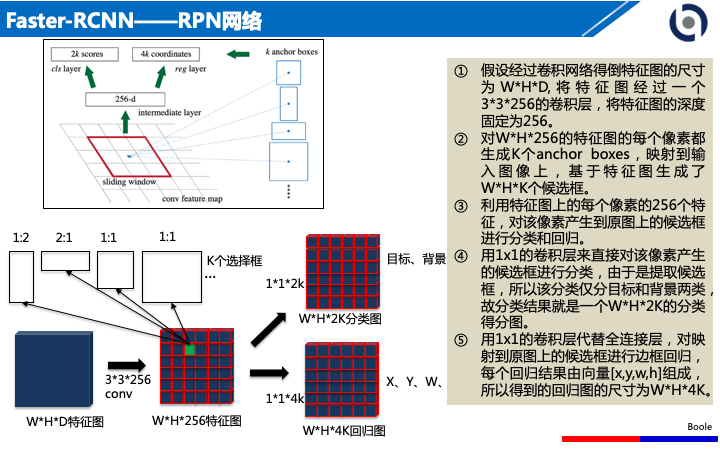 Faster-RCNN——RPN网络
2k scores
4k coordinates
k anchor boxes
cls layer
reg layer
256-d
intermediate layer
sliding window
conv feature map
1:2
2:1
1:1
1:1
K个选择框
...
目标、背景
1*1*2k
W*H*2K分类图
3*3*256
conv
1*1*4k
X、Y、W、
W*H*D特征图
W*H*256特征图
W*H*4K回归图
① 假设经过卷积网络得倒特征图的尺寸
为 W*H*D, 将特征图经过一个
3*3*256的卷积层，将特征图的深度
固定为256。
② 对W*H*256的特征图的每个像素都
生成K个anchor boxes，映射到输
入图像上，基于特征图生成了
W*H*K个候选框。
③ 利用特征图上的每个像素的256个特
征，对该像素产生到原图上的候选框
进行分类和回归。
④ 用1x1的卷积层来直接对该像素产生
的候选框进行分类，由于是提取候选
框，所以该分类仅分目标和背景两类，
故分类结果就是一个W*H*2K的分类
得分图。
⑤ 用1x1的卷积层代替全连接层，对映
射到原图上的候选框进行边框回归，
每个回归结果由向量[x,y,w,h]组成，
所以得到的回归图的尺寸为W*H*4K。
Boole